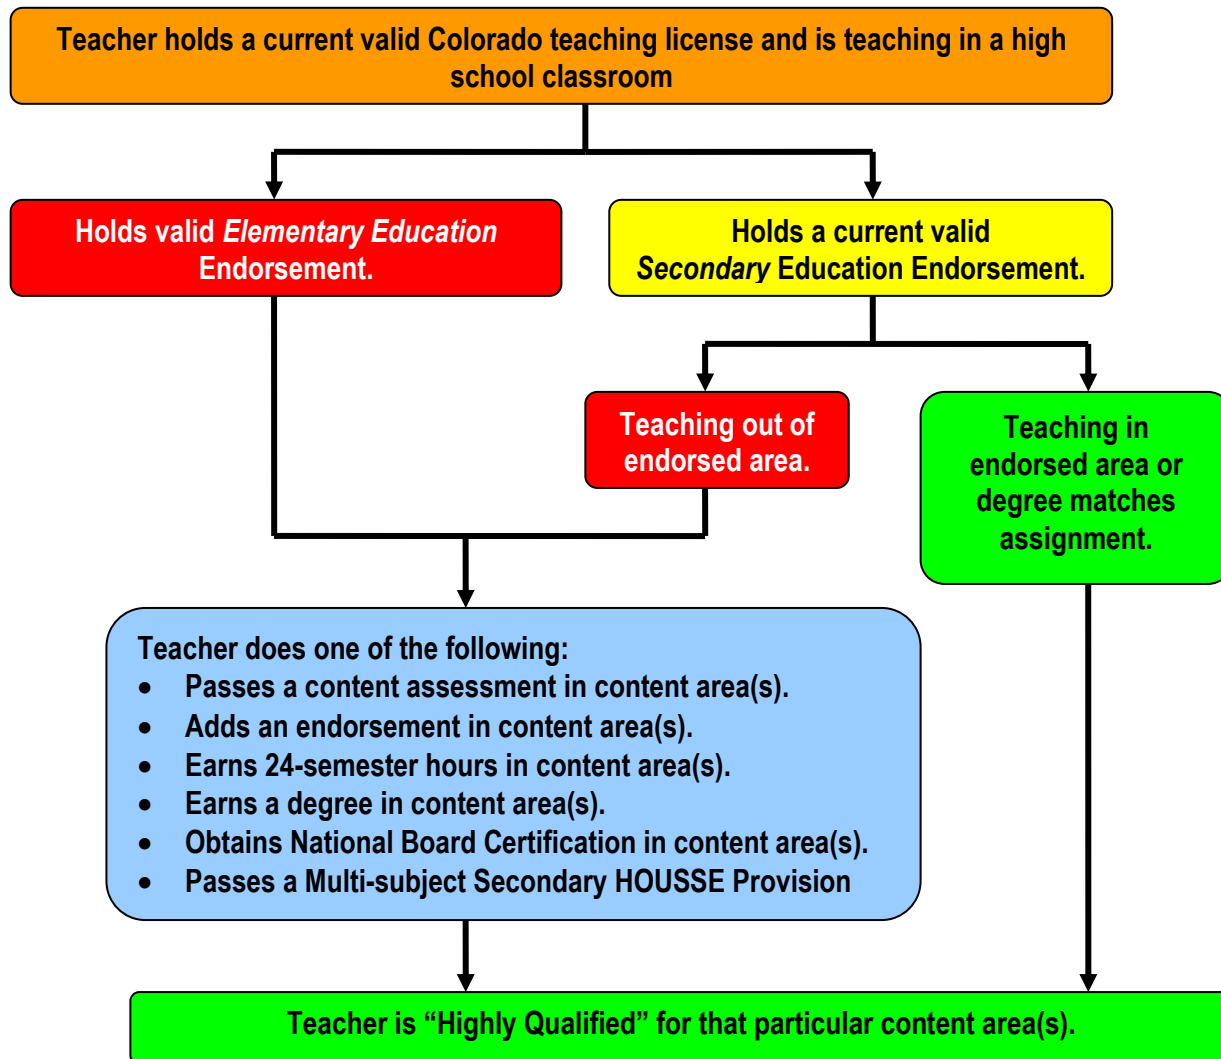 Teacher holds a current valid Colorado teaching license and is teaching in a high
school classroom
Holds valid Elementary Education
Endorsement.
Holds a current valid
Secondary Education Endorsement.
Teaching out of
endorsed area.
Teaching in
endorsed area or
degree matches
assignment.
Teacher does one of the following:
• Passes a content assessment in content area(s).
• Adds an endorsement in content area(s).
• Earns 24-semester hours in content area(s).
• Earns a degree in content area(s).
• Obtains National Board Certification in content area(s).
• Passes a Multi-subject Secondary HOUSSE Provision
Teacher is “Highly Qualified” for that particular content area(s).